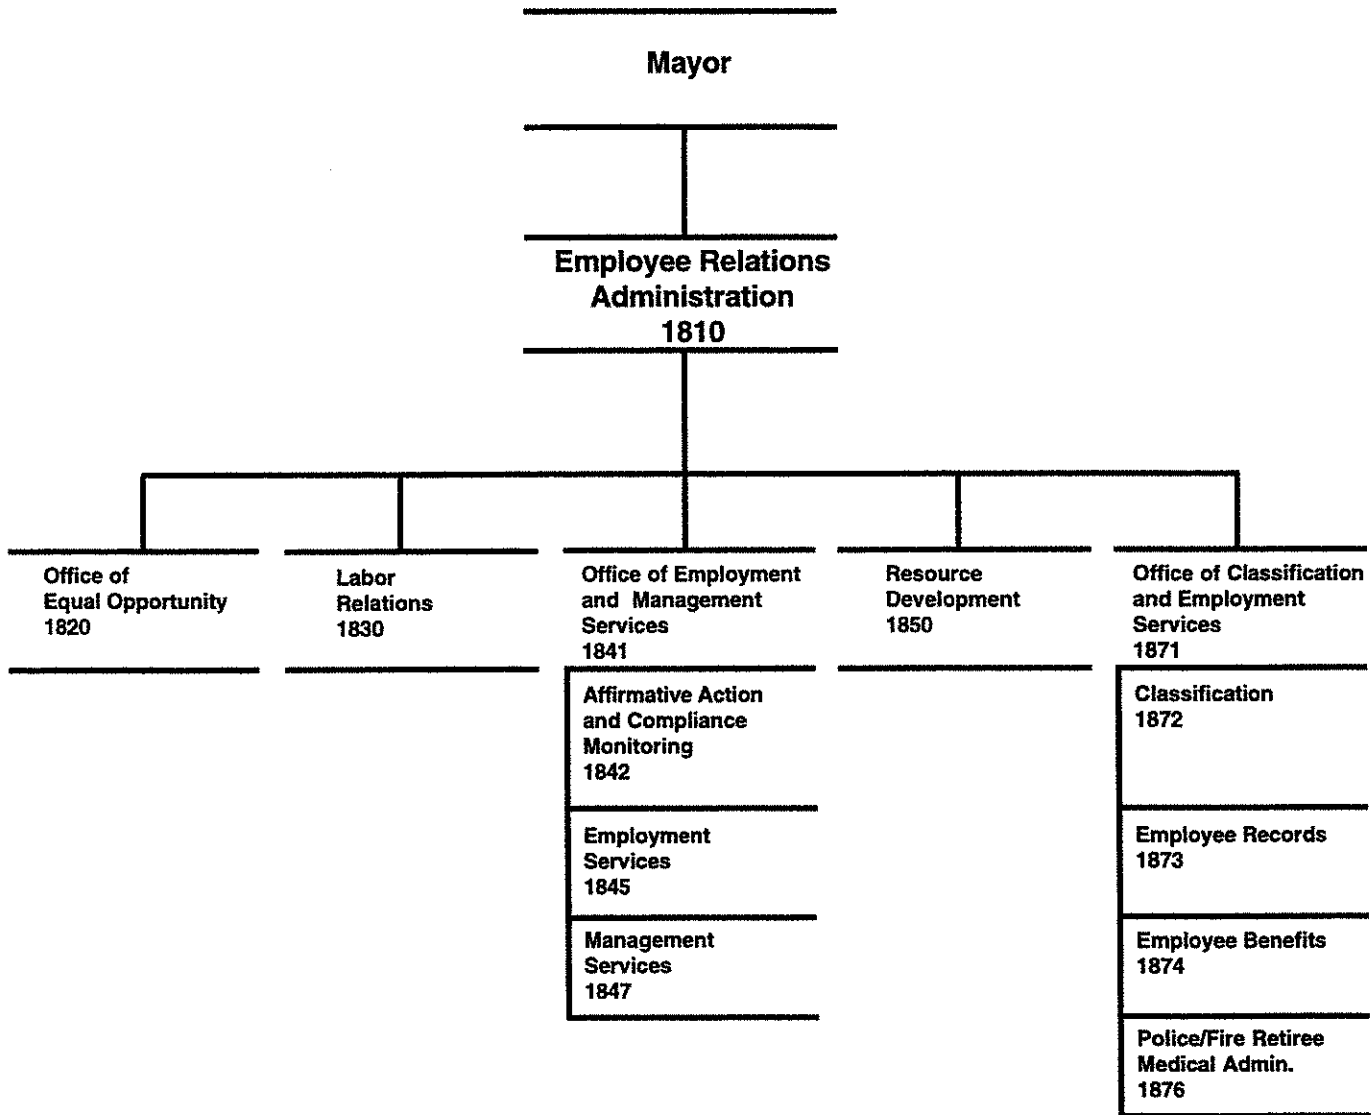 Mayor
Employee Relations
Administration
1810
Office of
Equal Opportunity
1820
Labor
Relations
1830
Office of Employment
and Management
Services
1841
Affirmative Action
and Compliance
Monitoring
1842
Employment
Services
1845
Management
Services
1847
Resource
Development
1850
Office of Classification
and Employment
Services
1871
Classification
1872
Employee Records
1873
Employee Benefits
1874
Police/Fire Retiree
Medical Admin.
1876